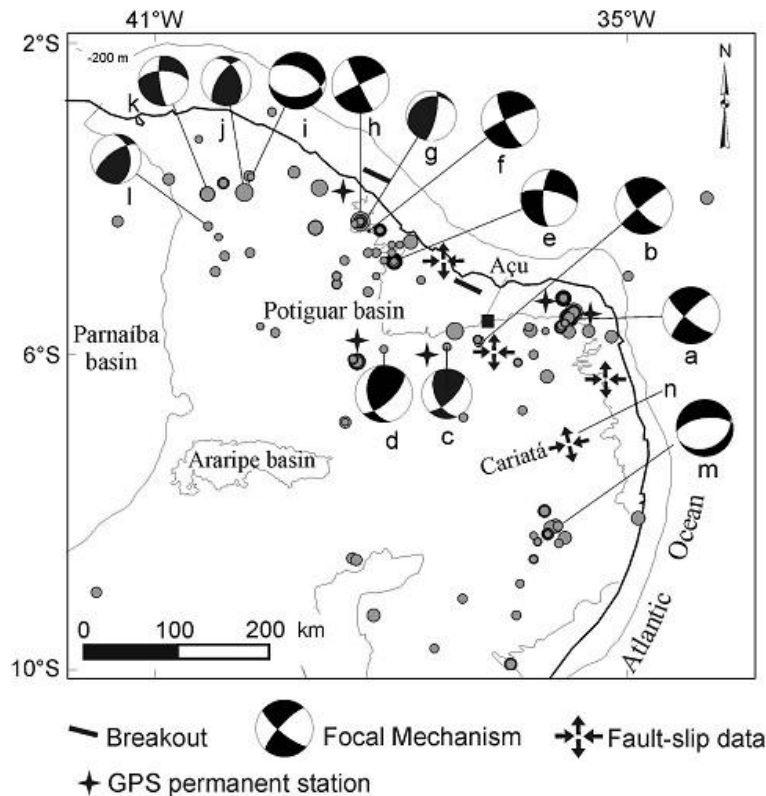 41°W 35°W
2°S
-200 m
N
k
j
i
h
g
f
l
e
b
Açu
Potiguar basin
Parnaíba
basin
6°S
a
n
d
c
Cariatá
m
Araripe basin
Atlantic Ocean
0 100 200 km
10°S
Breakout
Focal Mechanism
Fault-slip data
GPS permanent station